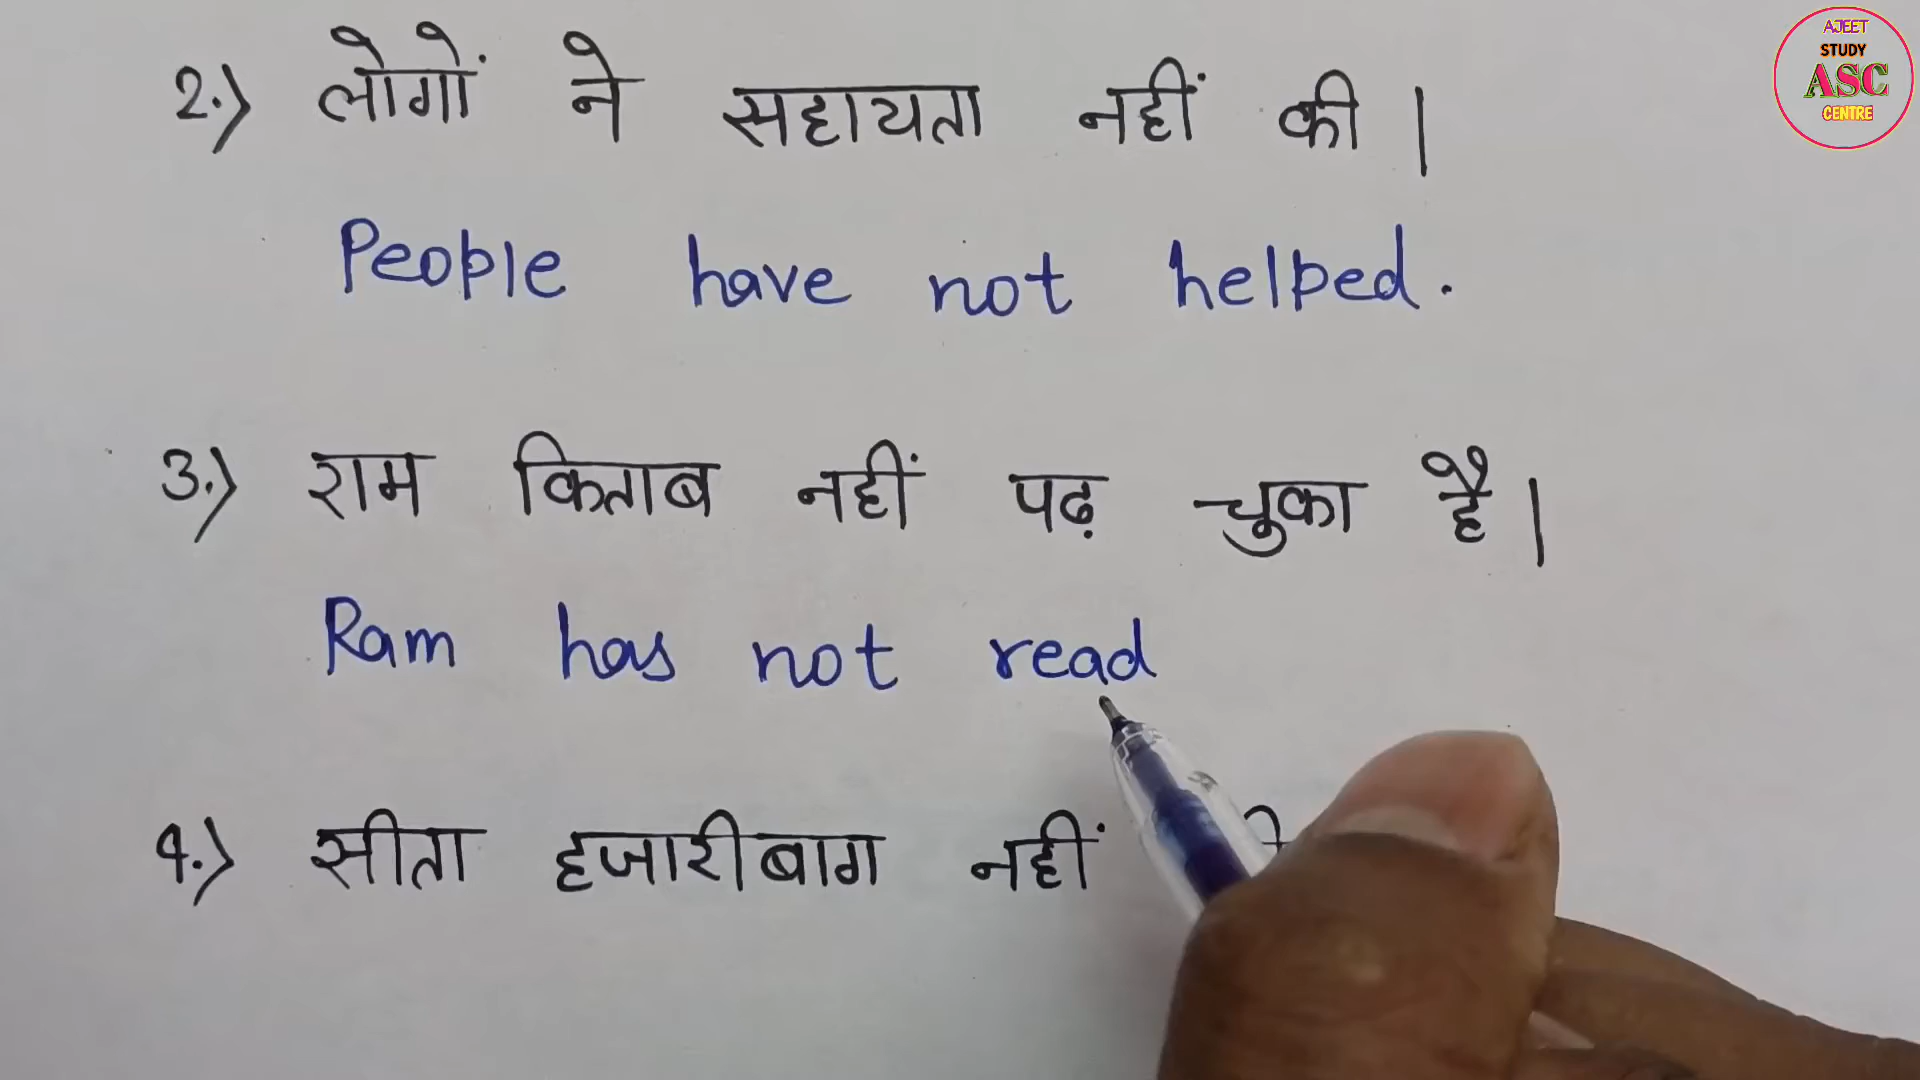 AJEET
STUDY
ASC
CENTRE
2.) लोगों ने सहायता नहीं की |
People have not helped.
3.) राम किताब नहीं पढ़ चुका है |
Ram has not read
4.) सीता हजारीबाग नहीं